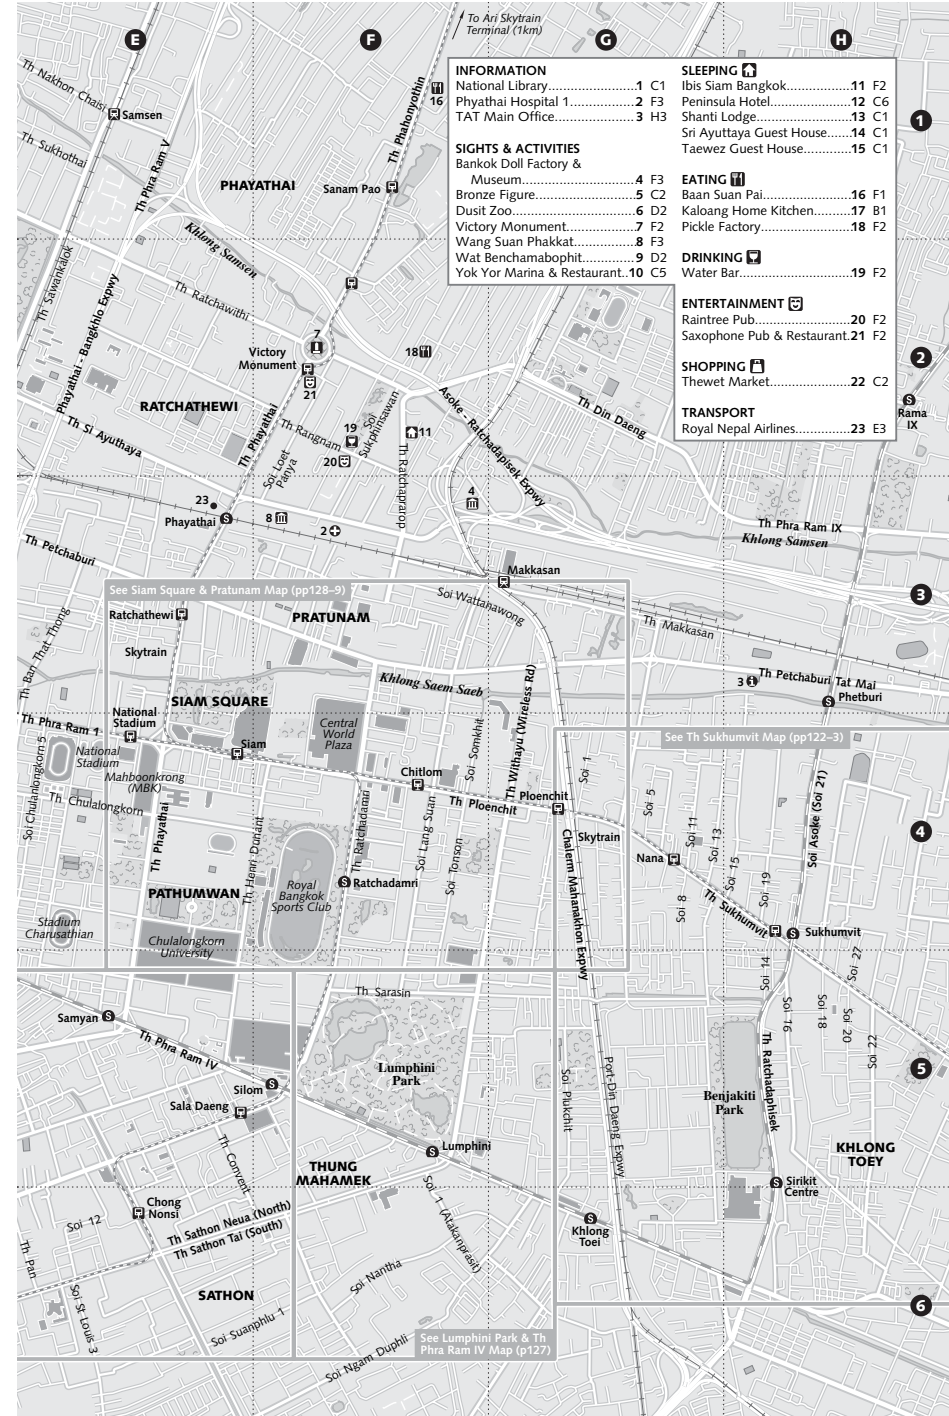 E
F
G
H
To Ari Skytrain
Terminal (1km)
INFORMATION
National Library....................1 C1
Phyathai Hospital 1................2 F3
TAT Main Office....................3 H3
SIGHTS & ACTIVITIES
Bankok Doll Factory &
Museum..............................4 F3
Bronze Figure.......................5 C2
Dusit Zoo............................6 D2
Victory Monument...................7 F2
Wang Suan Phakkat.................8 F3
Wat Benchamabophit................9 D2
Yok Yor Marina & Restaurant..10 C5
SLEEPING
Ibis Siam Bangkok.................11 F2
Peninsula Hotel....................12 C6
Shanti Lodge.......................13 C1
Sri Ayuttaya Guest House......14 C1
Taewez Guest House.............15 C1
EATING
Baan Suan Pai......................16 F1
Kaloang Home Kitchen..........17 B1
Pickle Factory......................18 F2
DRINKING
Water Bar...........................19 F2
ENTERTAINMENT
Raintree Pub........................20 F2
Saxophone Pub & Restaurant.21 F2
SHOPPING
Thewet Market.....................22 C2
TRANSPORT
Royal Nepal Airlines...............23 E3
1
Th Nakhon Chaisi
Samsen
16
Th Phahonyothin
Th Sukhothai
Th Phra Ram V
PHAYATHAI
Sanam Pao
Khlong Samsen
Th Sawankalok
Th Ratchawithi
Phayathai - Bangkhlo Expwy
7
Victory
Monument
21
18
2
Rama
IX
RATCHATHEWI
Th Si Ayuthaya
Th Phayathai
Th Rangnam
19
Soi
Sukphinsawan
11
20
Soi Loet
Panya
Th Ratchaprarop
Asoke - Ratchadapisek Expwy
Th Din Daeng
23
Phayathai
8
2
4
Th Phra Ram IX
Khlong Samsen
Th Petchaburi
Makkasan
3
See Siam Square & Pratunam Map (pp128–9)
Soi Wattanawong
Ratchathewi
PRATUNAM
Th Makkasan
Th Ban That Thong
Skytrain
Khlong Saem Saeb
Th Withayu (Wireless Rd)
3
Th Petchaburi Tat Mai
Phetburi
SIAM SQUARE
National
Stadium
Th Phra Ram 1
Siam
Central
World
Plaza
Soi Somkhit
See Th Sukhumvit Map (pp122–3)
National
Stadium
Mahboonkrong
(MBK)
Soi Chulanlongkorn 5
Th Chulalongkorn
Chitlom
Th Ploenchit
Ploenchit
Soi 1
Skytrain
Soi 5
Soi 11
Soi 13
Soi 15
Soi 19
Soi Asoke (Soi 21)
4
Th Phayathai
Th Henri Dunant
Th Ratchadamri
Soi Lang Suan
Soi Tonson
Chalerm Mahanakhon Expwy
Nana
Soi 8
Th Sukhumvit
PATHUMWAN
Royal
Bangkok
Sports Club
Ratchadamri
Stadium
Charusathian
Chulalongkorn
University
Sukhumvit
Soi 27
Soi 14
Soi 16
Soi 18
Soi 20
Soi 22
Th Sarasin
Samyan
Th Phra Ram IV
Silom
Sala Daeng
Lumphini
Park
Soi Plukchit
Port-Din Daeng Expwy
Benjakiti
Park
Th Ratchadaphisek
5
Th Convent
Lumphini
THUNG
MAHAMEK
KHLONG
TOEY
Sirikit
Centre
Chong
Nonsi
Soi 12
Th Sathon Neua (North)
Th Sathon Tai (South)
Soi 1 (Atakanprasit)
Khlong
Toei
Th Pan
Soi St Louis 3
Soi Nantha
SATHON
Soi Suanphlu 1
6
Soi Ngam Duphli
See Lumphini Park & Th
Phra Ram IV Map (p127)